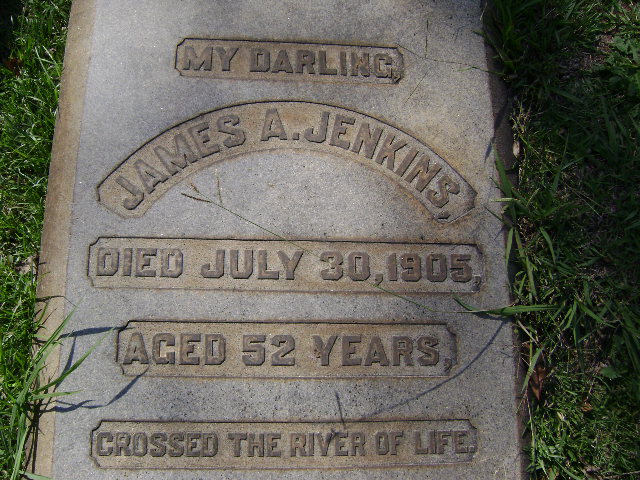 MY DARLING,
JAMES A. JENKINS,
DIED JULY 30, 1905,
AGED 52 YEARS,
CROSSED THE RIVER OF LIFE.